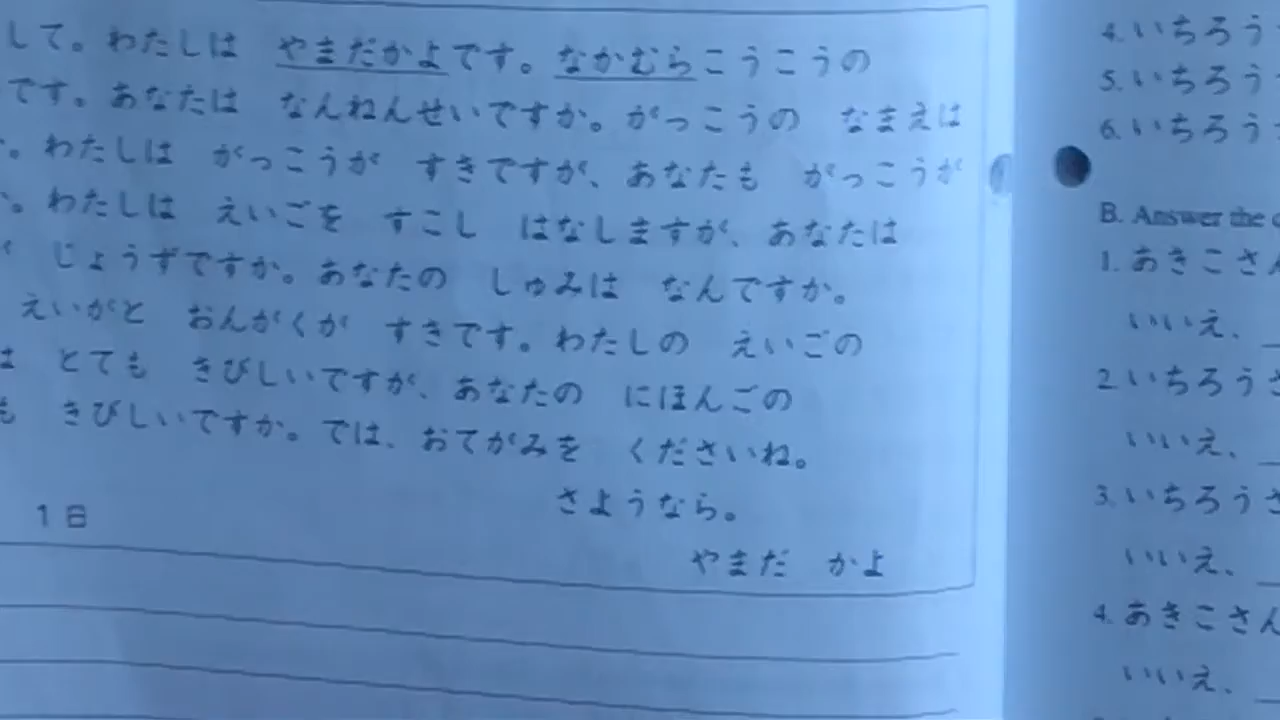 して。わたしは やまだかよです。なかむらこうこうの
です。あなたは なんねんせいですか。がっこうの なまえは
。わたしは がっこうが すきですが、あなたも がっこうが
。わたしは えいごを すこし はなしますが、あなたは
じょうずですか。あなたの しゅみは なんですか。
えいがと おんがくが すきです。わたしの えいごの
は とても きびしいですが、あなたの にほんごの
も きびしいですか。では、おてがみを くださいね。
さようなら。
1日
やまだ かよ
4. いちろう
5. いちろう
6. いちろう
B. Answer the
1. あきこさん
いいえ、
2. いちろうさ
いいえ、
3. いちろうさ
いいえ、
4. あきこさん
いいえ、